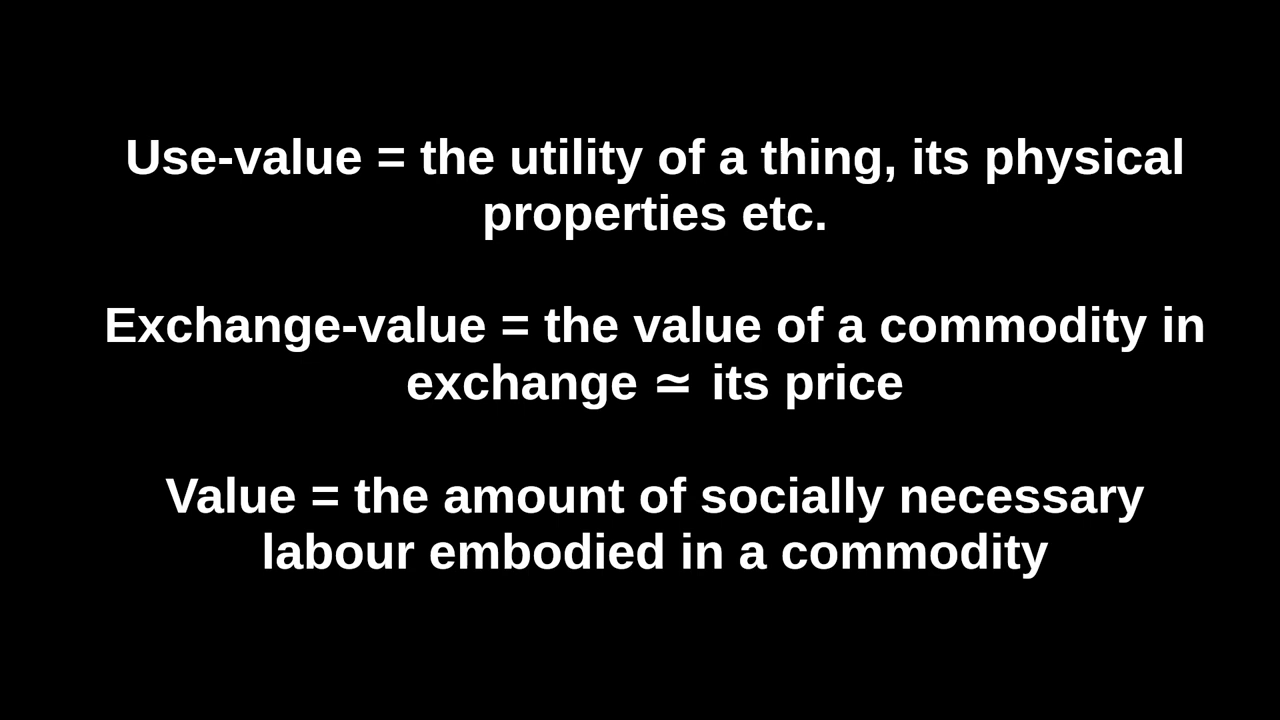 Use-value = the utility of a thing, its physical
properties etc.
Exchange-value = the value of a commodity in
exchange ≃ its price
Value = the amount of socially necessary
labour embodied in a commodity